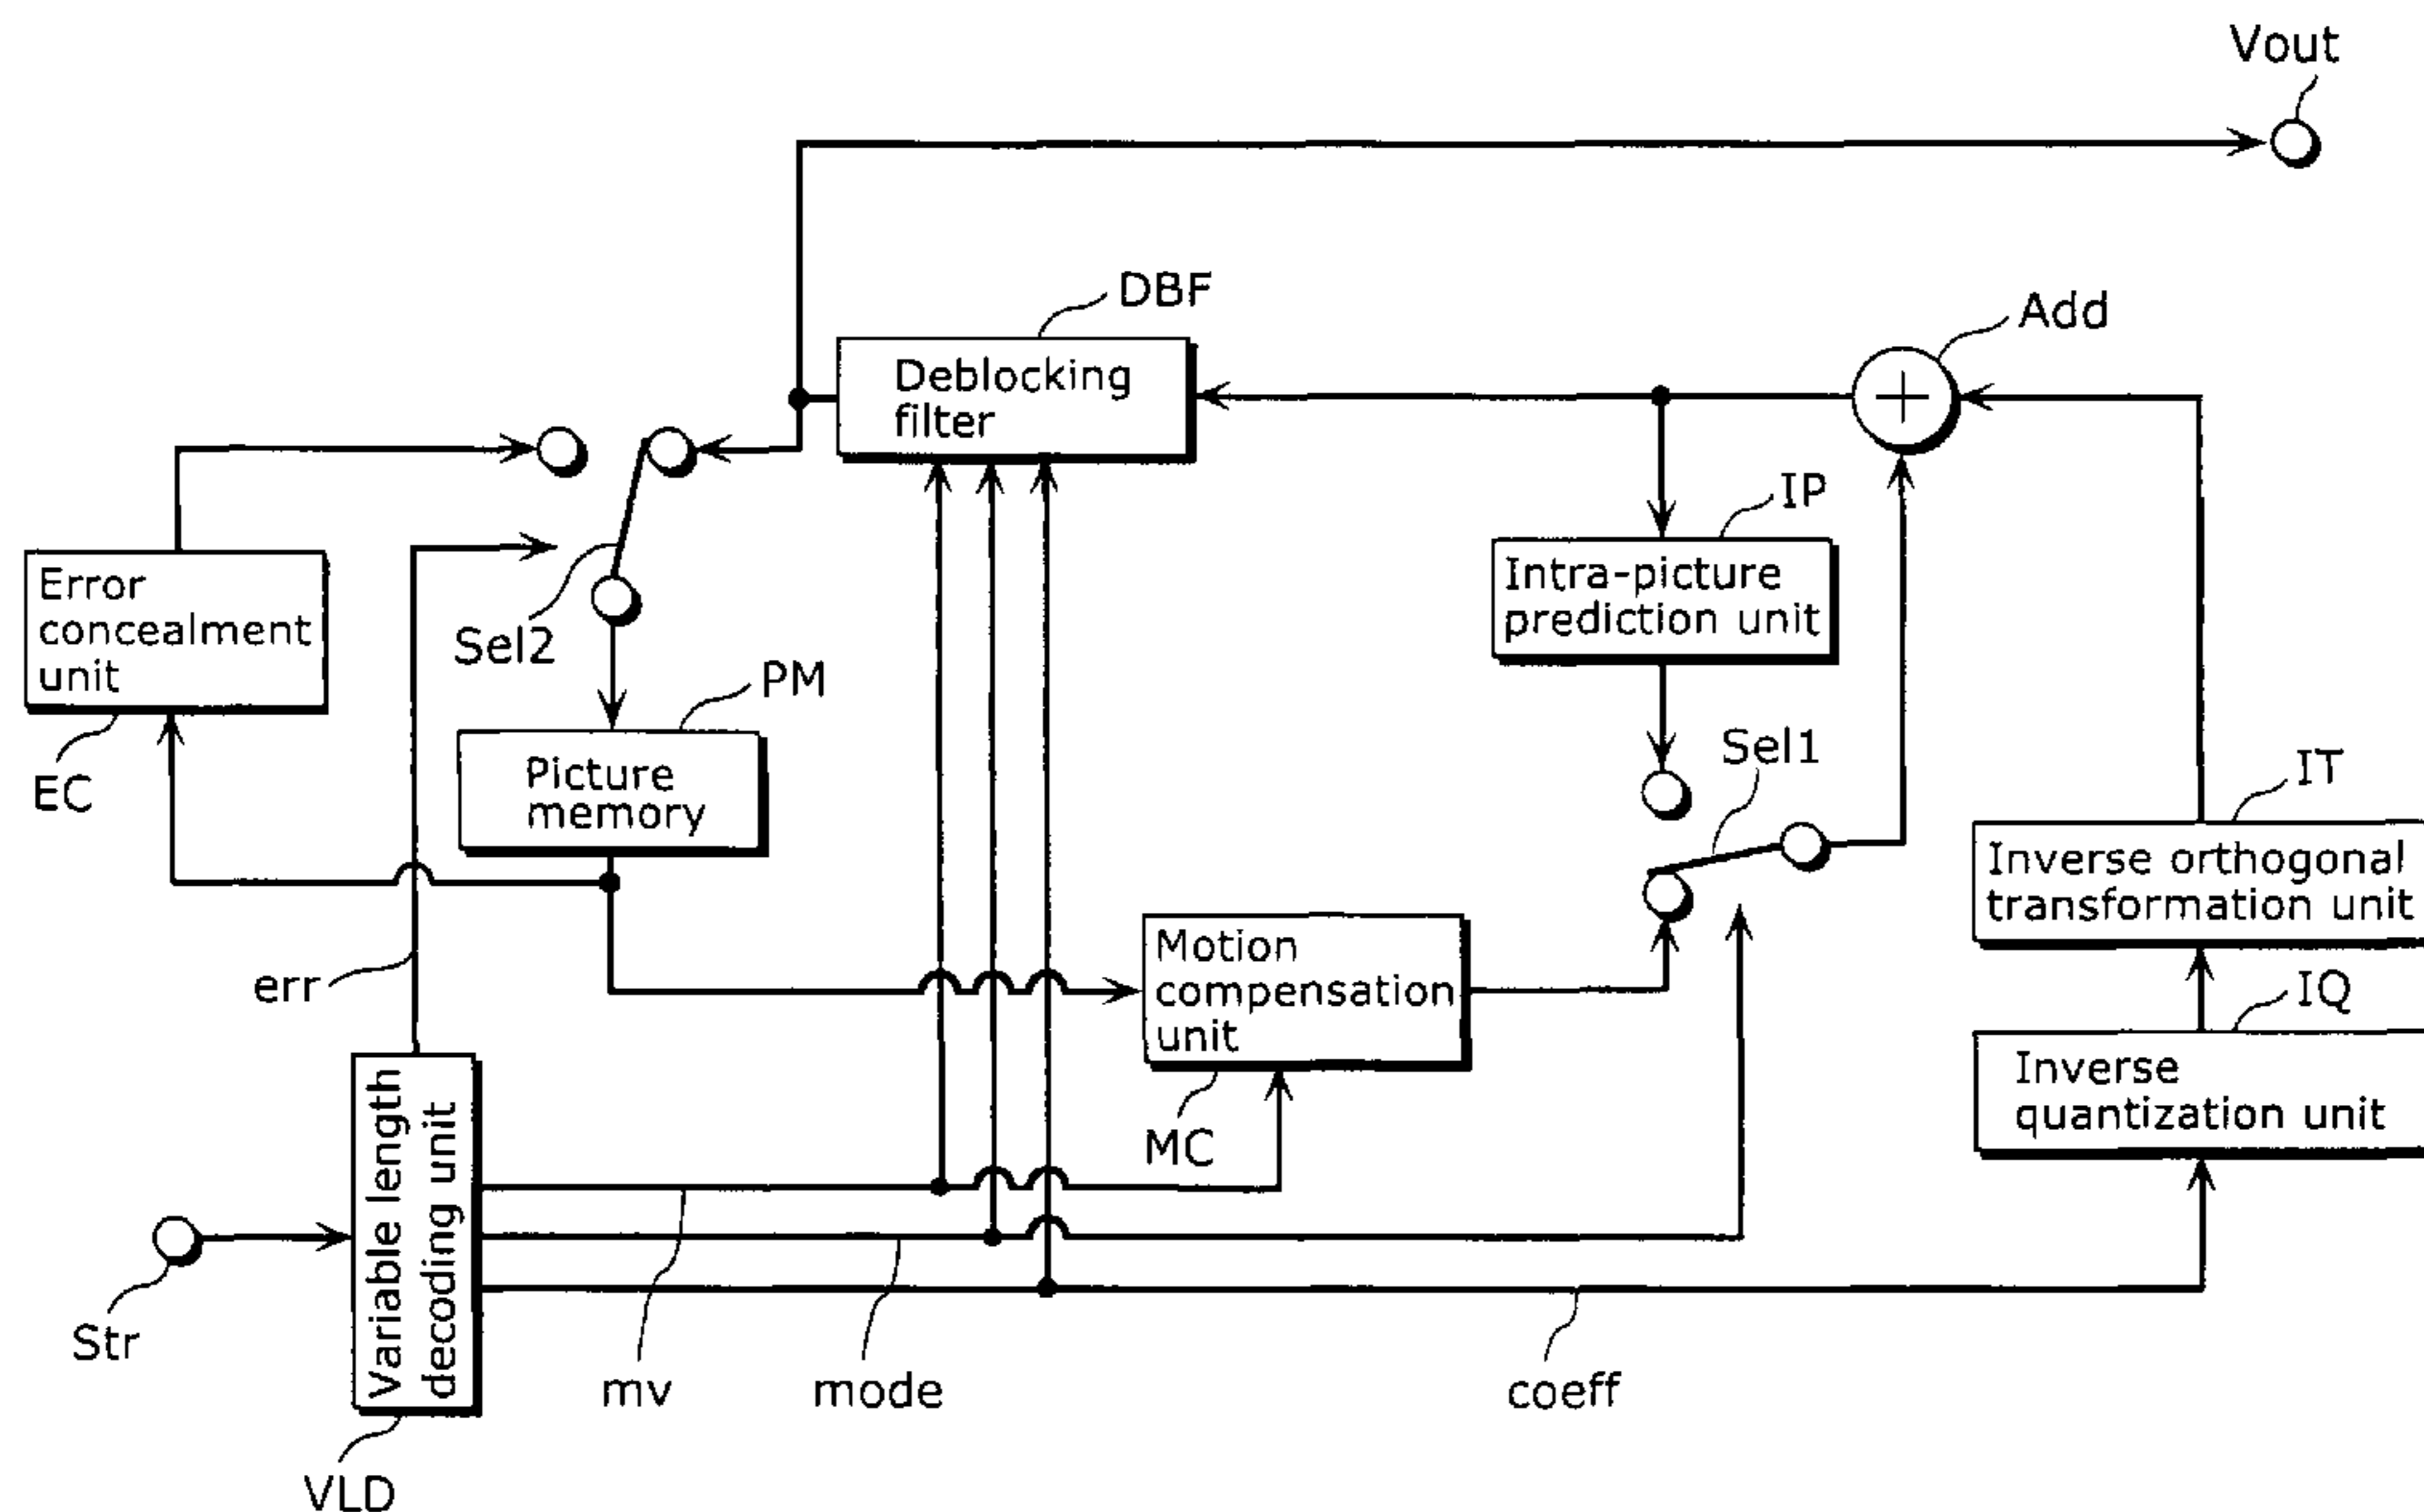 Vout
DBF
Deblocking
filter
Add
IP
Intra-picture
prediction unit
Error
concealment
unit
EC
Sel2
PM
Picture
memory
Sel1
IT
Inverse orthogonal
transformation unit
Motion
compensation
unit
MC
IQ
Inverse
quantization unit
err
Variable length
decoding unit
Str
mv
mode
coeff
VLD